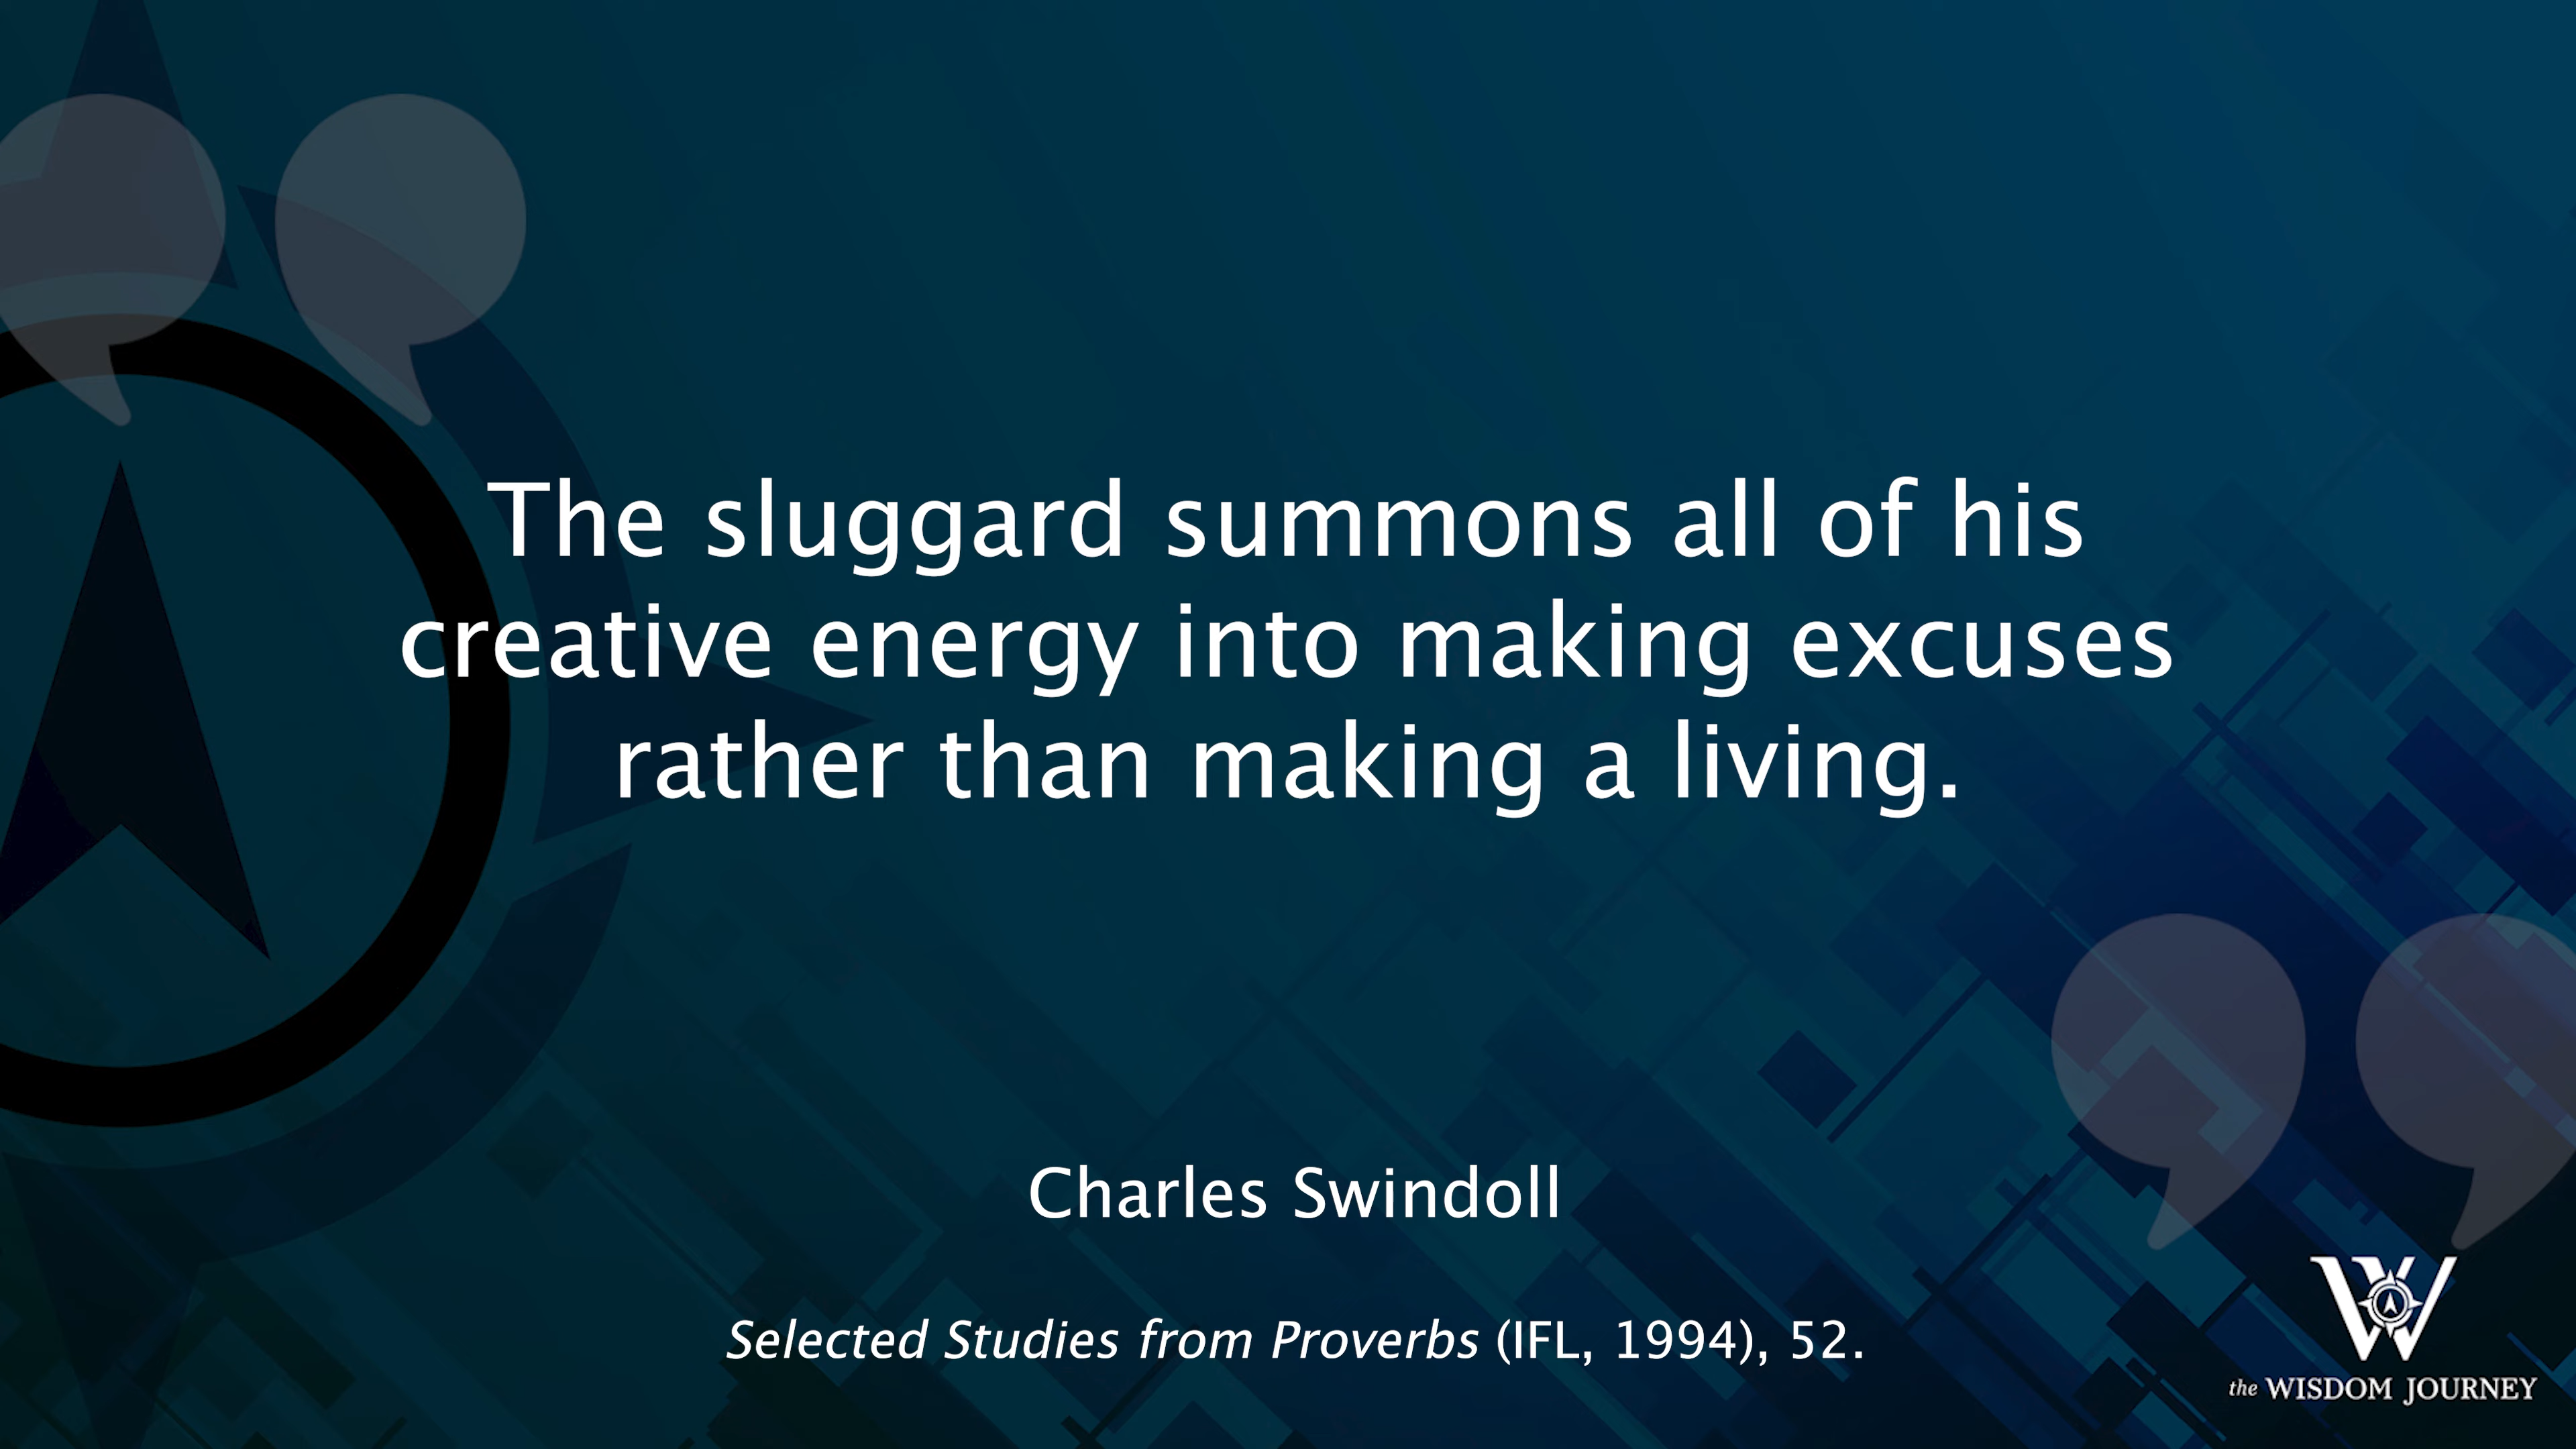 The sluggard summons all of his
creative energy into making excuses
rather than making a living.
Charles Swindoll
Selected Studies from Proverbs (IFL, 1994), 52.
W
the WISDOM JOURNEY